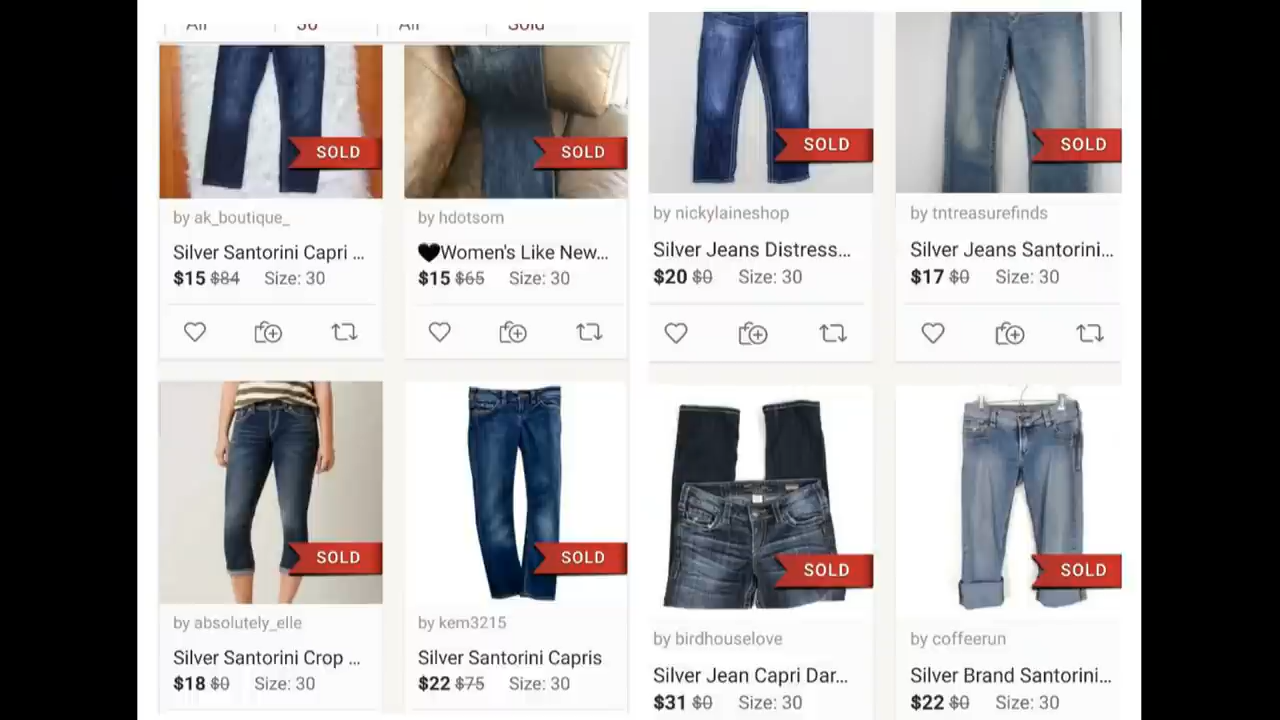 All 30 All Sold
SOLD
SOLD
SOLD
SOLD
by ak_boutique_
by hdotsom
by nickylaineshop
by tntreasurefinds
Silver Santorini Capri ...
🖤Women's Like New...
Silver Jeans Distress...
Silver Jeans Santorini...
$15 $84 Size: 30
$15 $65 Size: 30
$20 $0 Size: 30
$17 $0 Size: 30
SOLD
SOLD
SOLD
SOLD
by absolutely_elle
by kem3215
by birdhouselove
by coffeerun
Silver Santorini Crop ...
Silver Santorini Capris
Silver Jean Capri Dar...
Silver Brand Santorini...
$18 $0 Size: 30
$22 $75 Size: 30
$31 $0 Size: 30
$22 $0 Size: 30